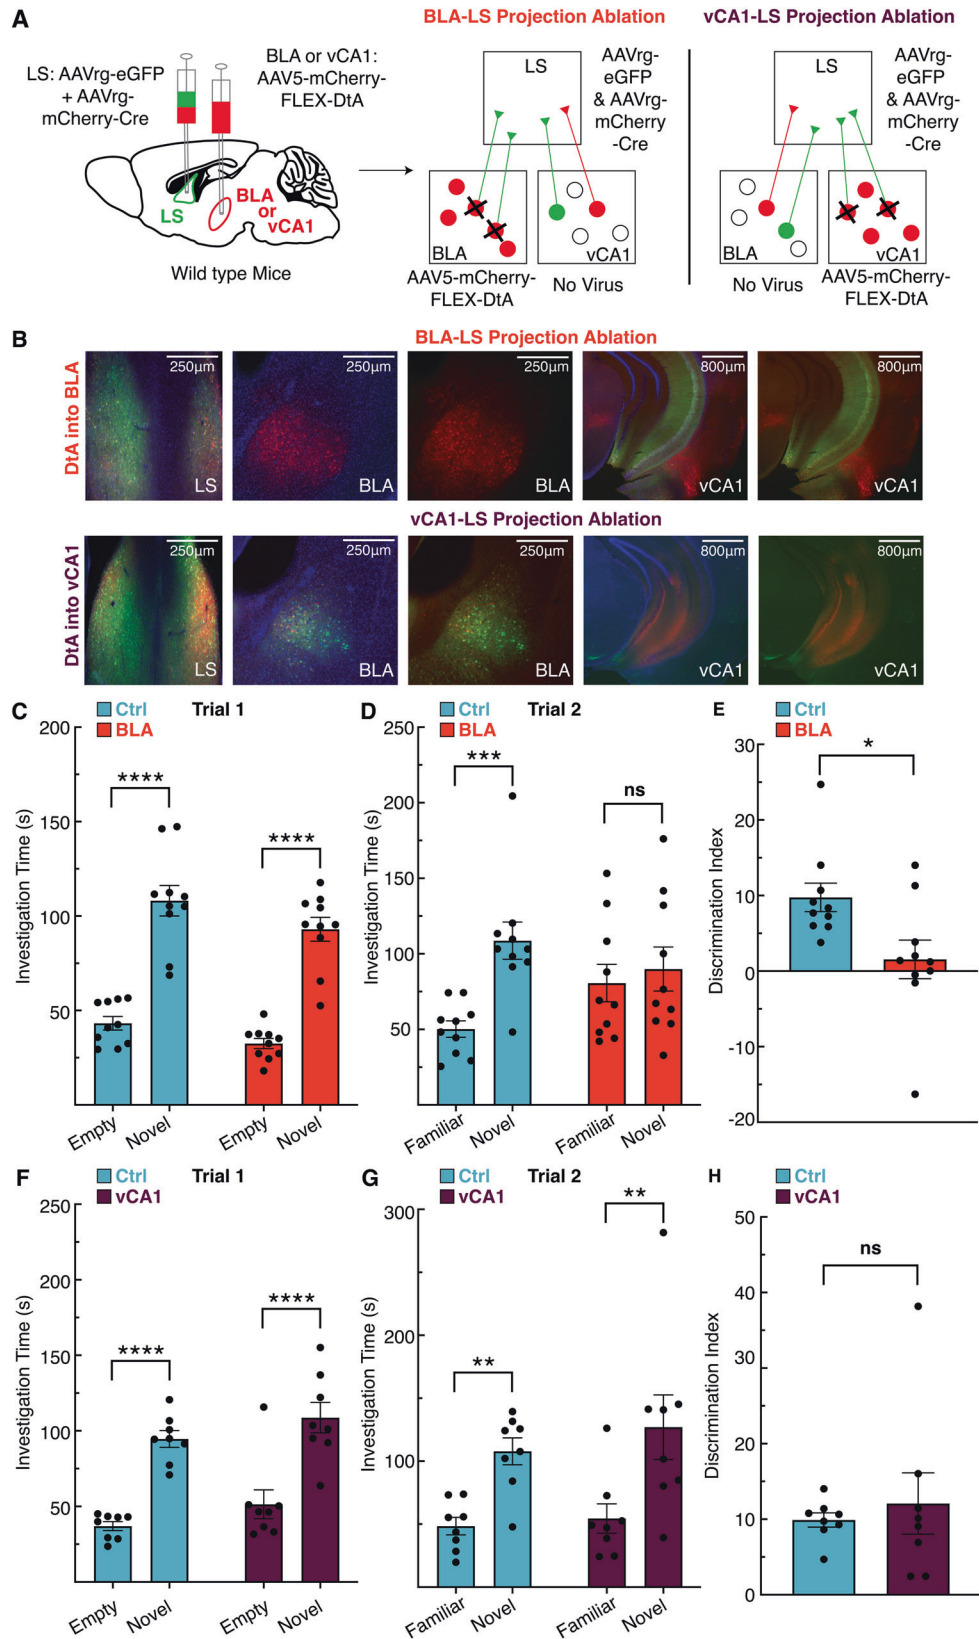 A
BLA-LS Projection Ablation
vCA1-LS Projection Ablation
LS: AAVrg-eGFP
+ AAVrg-
mCherry-Cre
BLA or vCA1:
AAV5-mCherry-
FLEX-DtA
LS
BLA
or
vCA1
Wild type Mice
LS
AAVrg-
eGFP
& AAVrg-
mCherry
-Cre
BLA
vCA1
AAV5-mCherry-
FLEX-DtA
No Virus
LS
AAVrg-
eGFP
& AAVrg-
mCherry
-Cre
BLA
vCA1
No Virus
AAV5-mCherry-
FLEX-DtA
B
BLA-LS Projection Ablation
DtA into BLA
250μm
LS
250μm
BLA
250μm
BLA
800μm
vCA1
800μm
vCA1
vCA1-LS Projection Ablation
DtA into vCA1
250μm
LS
250μm
BLA
250μm
BLA
800μm
vCA1
800μm
vCA1
C
Ctrl
BLA
Trial 1
Investigation Time (s)
200
150
100
50
****
****
Empty
Novel
Empty
Novel
D
Ctrl
BLA
Trial 2
Investigation Time (s)
250
200
150
100
50
***
ns
Familiar
Novel
Familiar
Novel
E
Ctrl
BLA
Discrimination Index
30
20
10
0
-10
-20
*
F
Ctrl
vCA1
Trial 1
Investigation Time (s)
250
200
150
100
50
****
****
Empty
Novel
Empty
Novel
G
Ctrl
vCA1
Trial 2
Investigation Time (s)
300
200
100
**
**
Familiar
Novel
Familiar
Novel
H
Ctrl
vCA1
Discrimination Index
50
40
30
20
10
0
ns